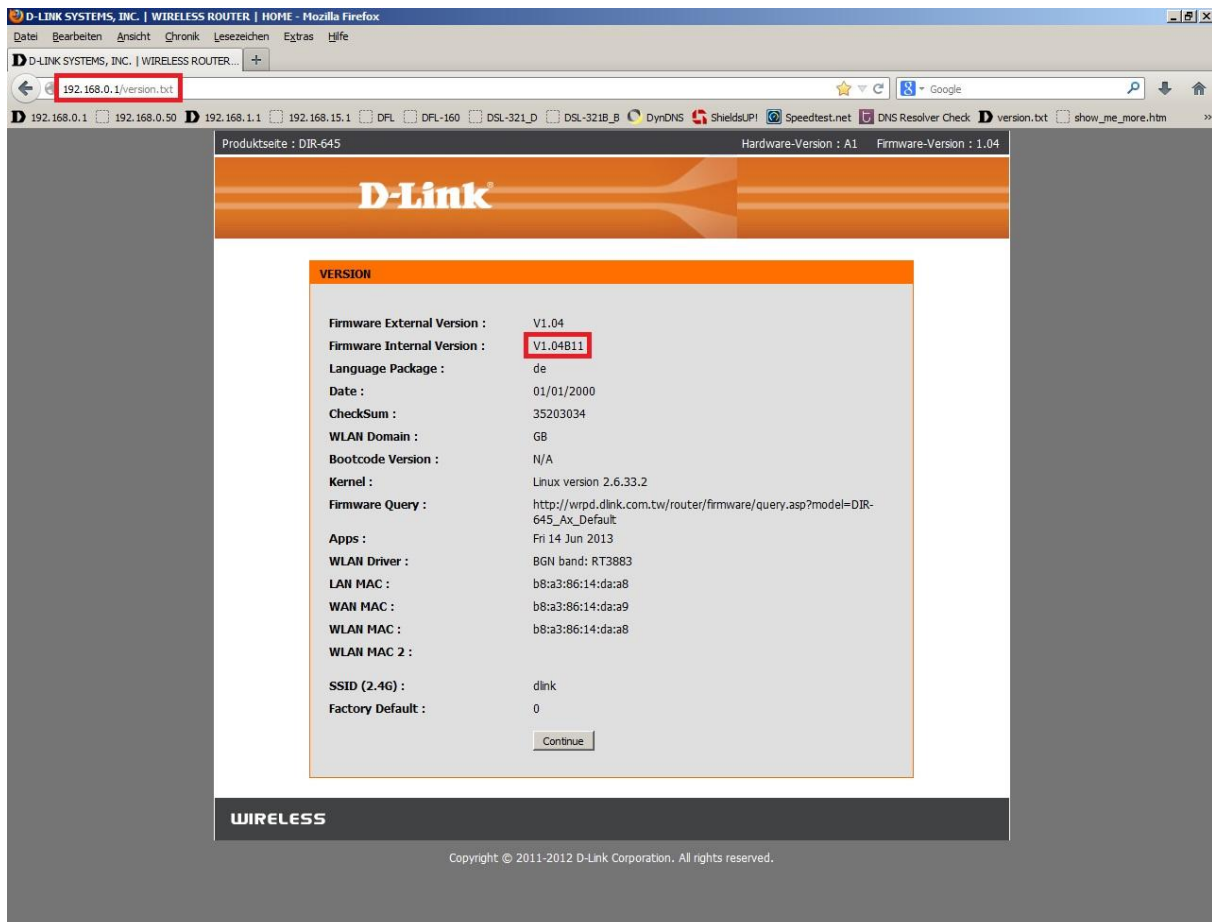 D-LINK SYSTEMS, INC. | WIRELESS ROUTER | HOME - Mozilla Firefox
Datei Bearbeiten Ansicht Chronik Lesezeichen Extras Hilfe
D-LINK SYSTEMS, INC. | WIRELESS ROUTER... +
192.168.0.1/version.txt Google
192.168.0.1 192.168.0.50 192.168.1.1 192.168.15.1 DFL DFL-160 DSL-321_D DSL-321B_B DynDNS ShieldsUP! Speedtest.net DNS Resolver Check version.txt show_me_more.htm »
Produktseite : DIR-645 Hardware-Version : A1 Firmware-Version : 1.04
D-Link®
VERSION
Firmware External Version : V1.04
Firmware Internal Version : V1.04B11
Language Package : de
Date : 01/01/2000
CheckSum : 35203034
WLAN Domain : GB
Bootcode Version : N/A
Kernel : Linux version 2.6.33.2
Firmware Query : http://wrpd.dlink.com.tw/router/firmware/query.asp?model=DIR-
645_Ax_Default
Apps : Fri 14 Jun 2013
WLAN Driver : BGN band: RT3883
LAN MAC : b8:a3:86:14:da:a8
WAN MAC : b8:a3:86:14:da:a9
WLAN MAC : b8:a3:86:14:da:a8
WLAN MAC 2 :
SSID (2.4G) : dlink
Factory Default : 0
Continue
WIRELESS
Copyright © 2011-2012 D-Link Corporation. All rights reserved.